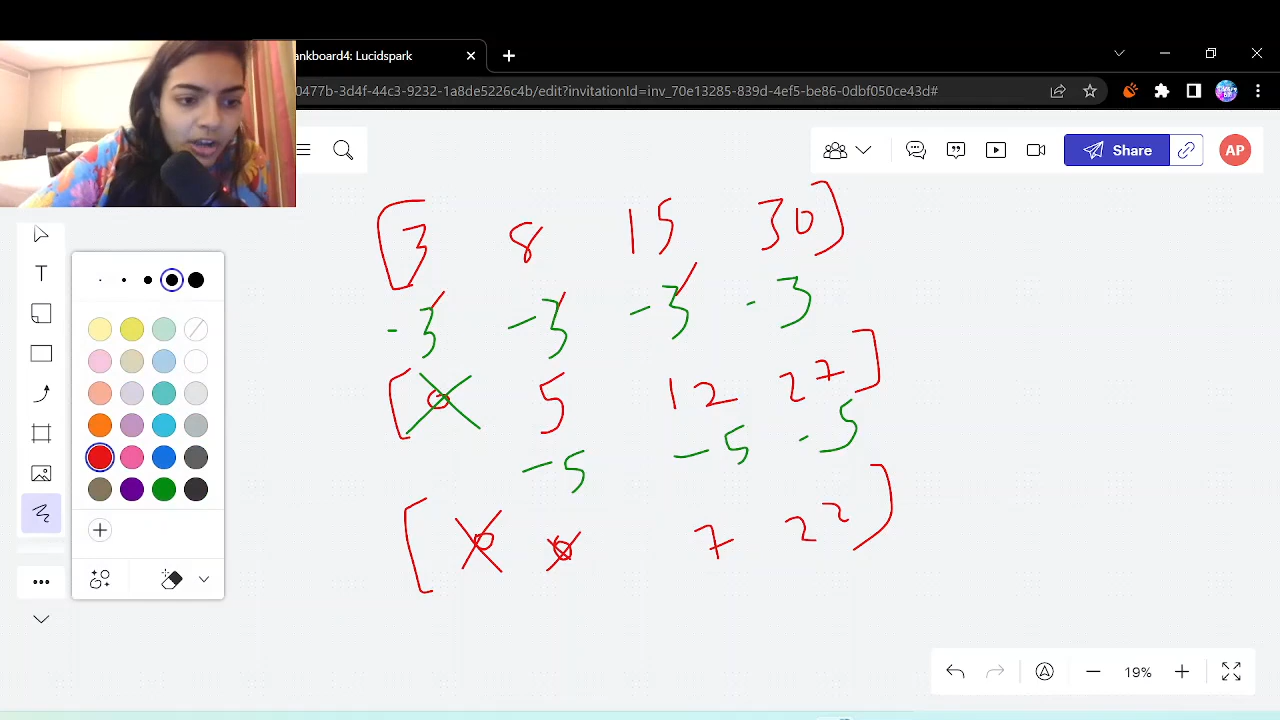 ankboard4: Lucidspark
0477b-3d4f-44c3-9232-1a8de5226c4b/edit?invitationId=inv_70e13285-839d-4ef5-be86-0dbf050ce43d#
Share
AP
T
[3 8 15 30]
-3 -3 -3 -3
[0 5 12 27]
-5 -5 -5
[0 0 7 22]
19%